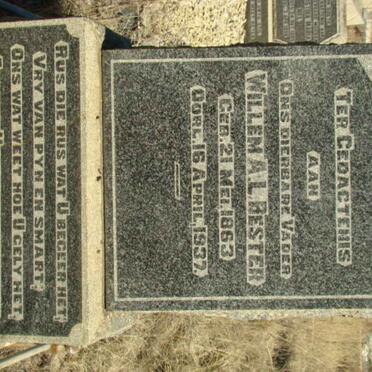 TER GEDAGTENIS
AAN
ONS DIERBARE VADER
WILLEM A.L. BESTER
GEB. 21 MEI 1863
OORL. 16 APRIL 1937.
RUS DIE RUS WAT U BEGEER HET,
VRY VAN PYN EN SMART,
ONS WAT WEET HOE U GELY HET,